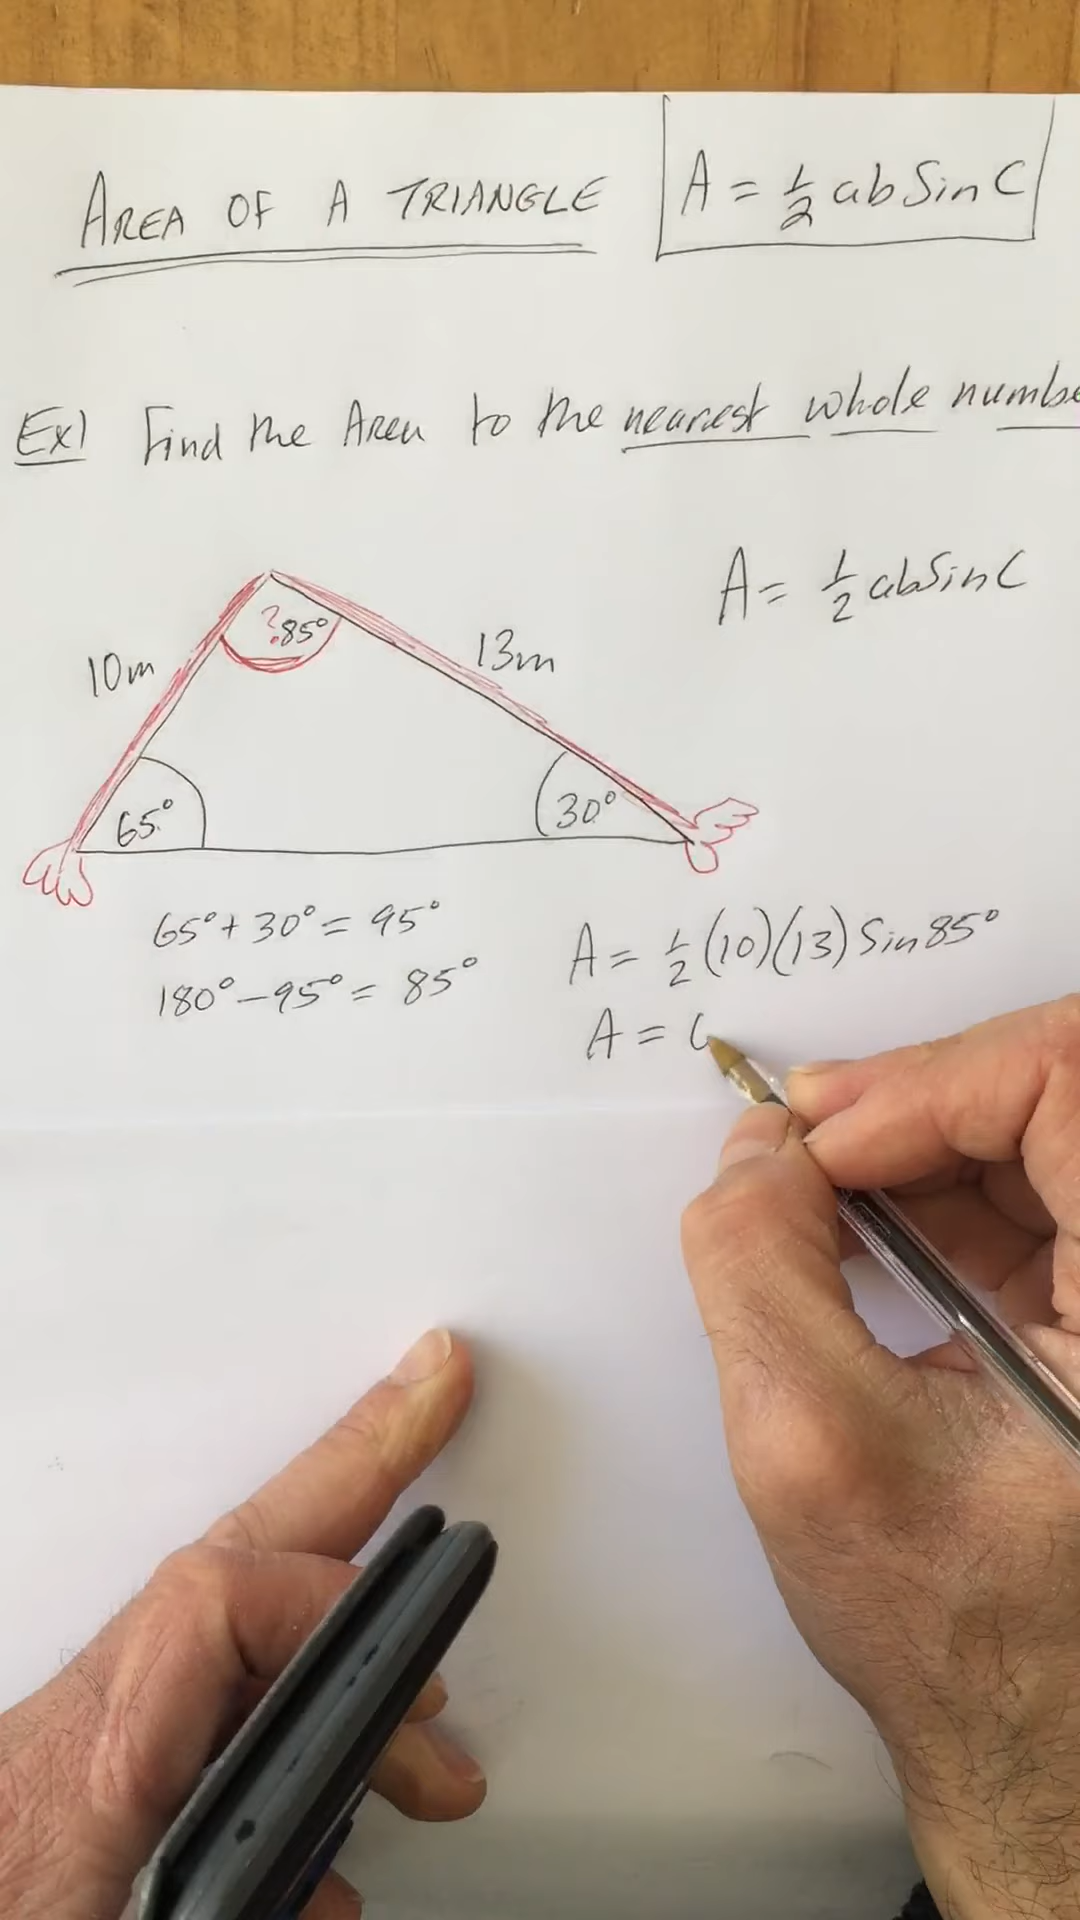 AREA OF A TRIANGLE
A = ½ ab Sin C
Ex1 Find the Area to the nearest whole
A = ½ abSinC
?85°
10m
13m
65°
30°
65° + 30° = 95°
180° - 95° = 85°
A = ½ (10)(13) Sin 85°
A =